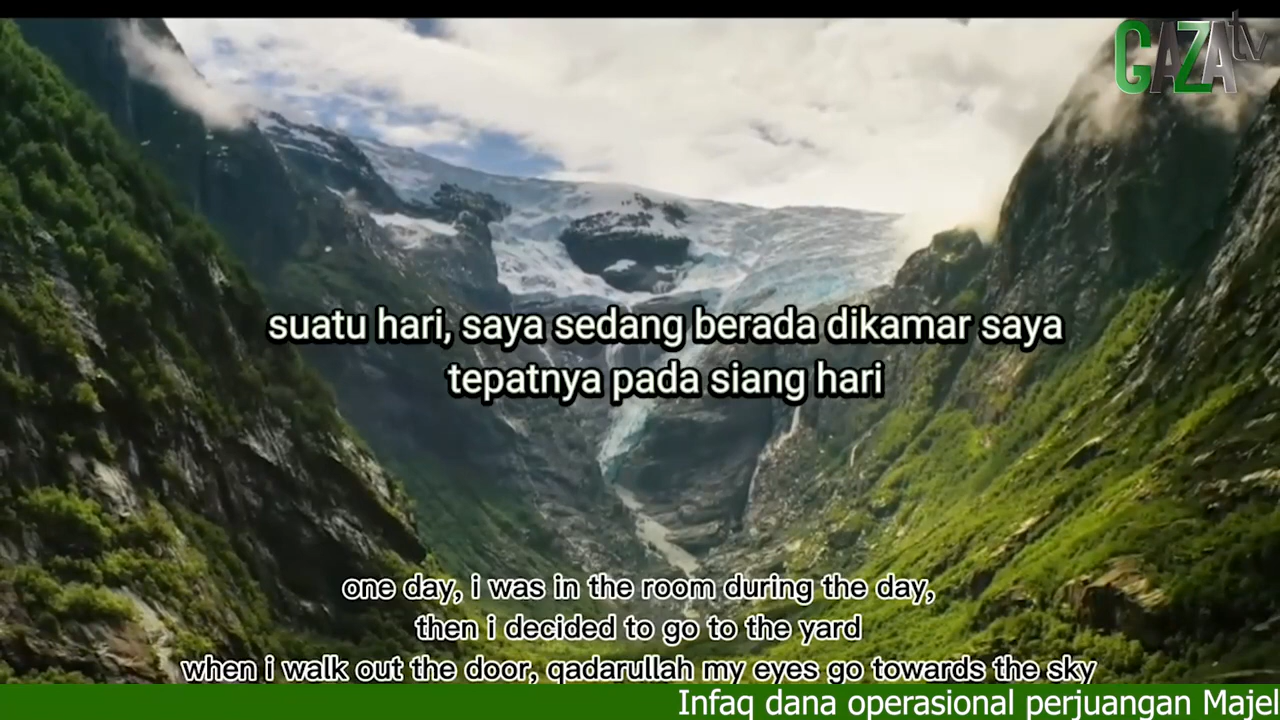 GAZA tv
suatu hari, saya sedang berada dikamar saya
tepatnya pada siang hari
one day, i was in the room during the day,
then i decided to go to the yard
when i walk out the door, qadarullah my eyes go towards the sky
Infaq dana operasional perjuangan Majel